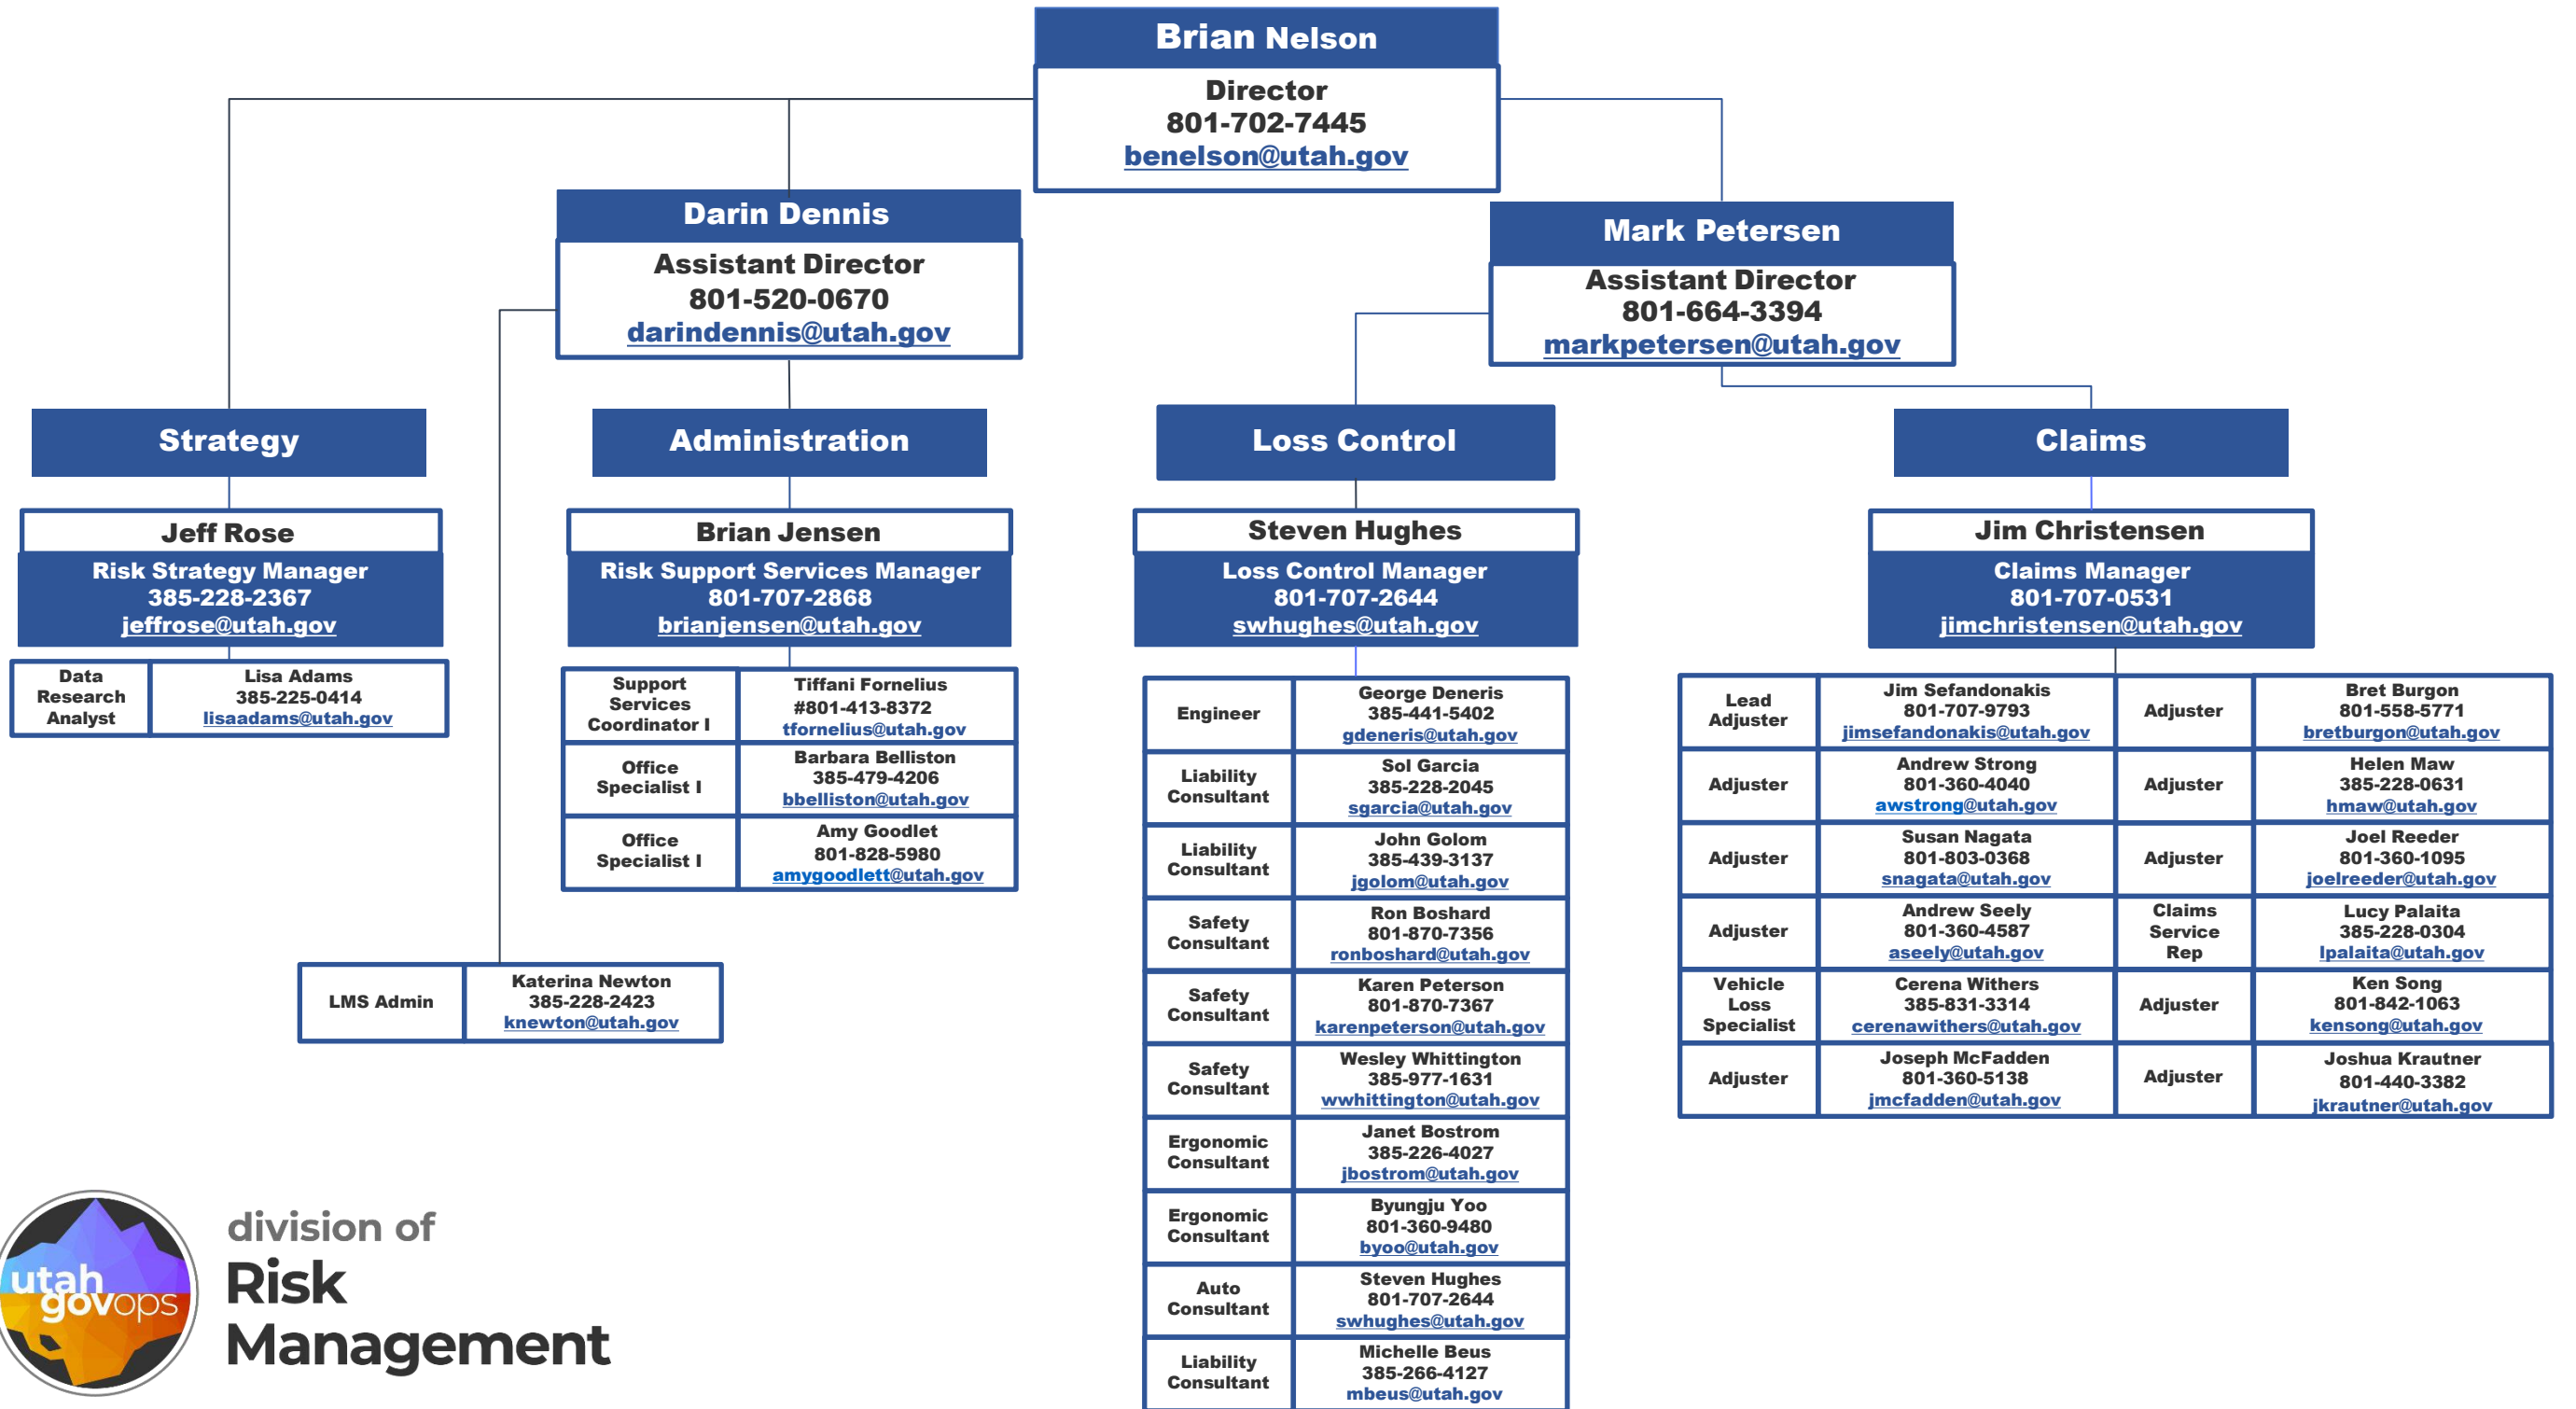 Brian Nelson
Director
801-702-7445
benelson@utah.gov
Darin Dennis
Assistant Director
801-520-0670
darindennis@utah.gov
Mark Petersen
Assistant Director
801-664-3394
markpetersen@utah.gov
Strategy
Jeff Rose
Risk Strategy Manager
385-228-2367
jeffrose@utah.gov
Data
Research
Analyst
Lisa Adams
385-225-0414
lisaadams@utah.gov
Administration
Brian Jensen
Risk Support Services Manager
801-707-2868
brianjensen@utah.gov
Support
Services
Coordinator I
Tiffani Fornelius
#801-413-8372
tfornelius@utah.gov
Office
Specialist I
Barbara Belliston
385-479-4206
bbelliston@utah.gov
Office
Specialist I
Amy Goodlet
801-828-5980
amygoodlett@utah.gov
LMS Admin
Katerina Newton
385-228-2423
knewton@utah.gov
Loss Control
Steven Hughes
Loss Control Manager
801-707-2644
swhughes@utah.gov
Engineer
George Deneris
385-441-5402
gdeneris@utah.gov
Liability
Consultant
Sol Garcia
385-228-2045
sgarcia@utah.gov
Liability
Consultant
John Golom
385-439-3137
jgolom@utah.gov
Safety
Consultant
Ron Boshard
801-870-7356
ronboshard@utah.gov
Safety
Consultant
Karen Peterson
801-870-7367
karenpeterson@utah.gov
Safety
Consultant
Wesley Whittington
385-977-1631
wwhittington@utah.gov
Ergonomic
Consultant
Janet Bostrom
385-226-4027
jbostrom@utah.gov
Ergonomic
Consultant
Byungju Yoo
801-360-9480
byoo@utah.gov
Auto
Consultant
Steven Hughes
801-707-2644
swhughes@utah.gov
Liability
Consultant
Michelle Beus
385-266-4127
mbeus@utah.gov
Claims
Jim Christensen
Claims Manager
801-707-0531
jimchristensen@utah.gov
Lead
Adjuster
Jim Sefandonakis
801-707-9793
jimsefandonakis@utah.gov
Adjuster
Bret Burgon
801-558-5771
bretburgon@utah.gov
Adjuster
Andrew Strong
801-360-4040
awstrong@utah.gov
Adjuster
Helen Maw
385-228-0631
hmaw@utah.gov
Adjuster
Susan Nagata
801-803-0368
snagata@utah.gov
Adjuster
Joel Reeder
801-360-1095
joelreeder@utah.gov
Adjuster
Andrew Seely
801-360-4587
aseely@utah.gov
Claims
Service
Rep
Lucy Palaita
385-228-0304
lpalaita@utah.gov
Vehicle
Loss
Specialist
Cerena Withers
385-831-3314
cerenawithers@utah.gov
Adjuster
Ken Song
801-842-1063
kensong@utah.gov
Adjuster
Joseph McFadden
801-360-5138
jmcfadden@utah.gov
Adjuster
Joshua Krautner
801-440-3382
jkrautner@utah.gov
utah
govops
division of
Risk
Management